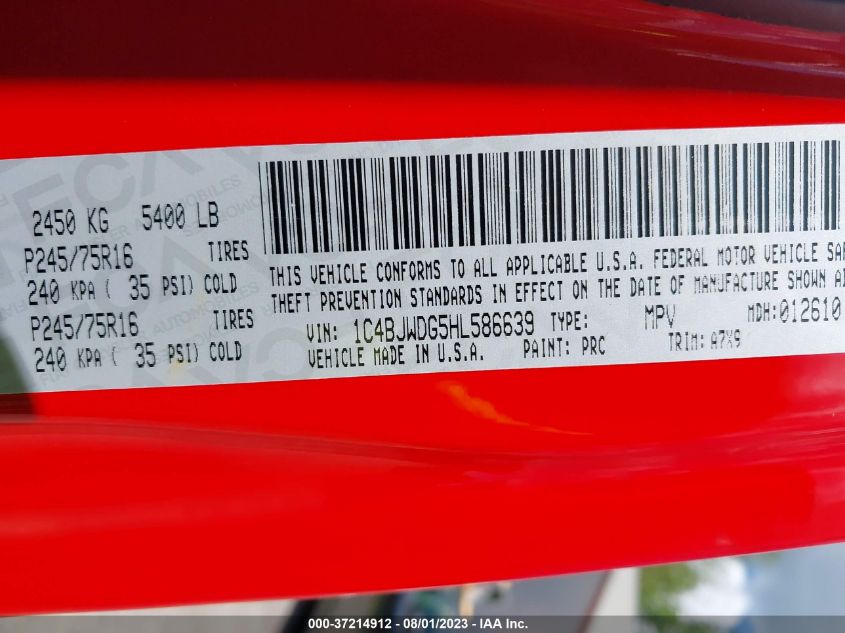 2450 KG 5400 LB
P245/75R16 TIRES
240 KPA ( 35 PSI) COLD
P245/75R16 TIRES
240 KPA ( 35 PSI) COLD
THIS VEHICLE CONFORMS TO ALL APPLICABLE U.S.A. FEDERAL MOTOR VEHICLE
THEFT PREVENTION STANDARDS IN EFFECT ON THE DATE OF MANUFACTURE SHOWN
VIN: 1C4BJWDG5HL586639 TYPE: MPV MDH: 012610
VEHICLE MADE IN U.S.A. PAINT: PRC TRIM: A7X9
000-37214912 - 08/01/2023 - IAA Inc.